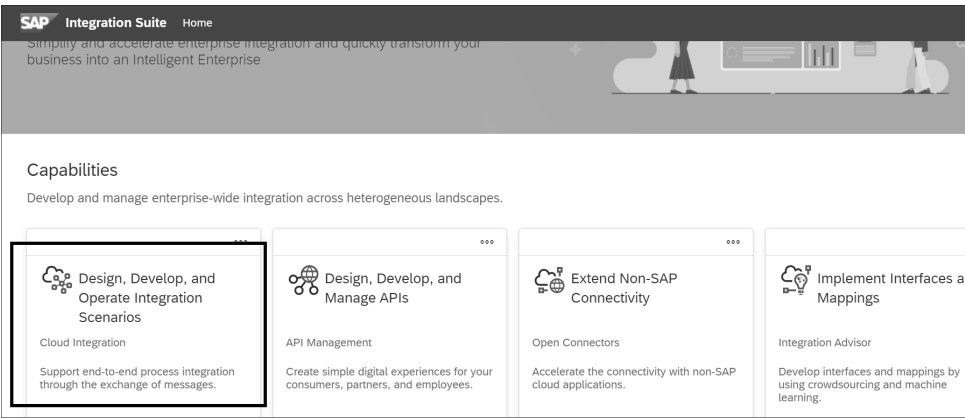 SAP Integration Suite Home
Simplify and accelerate enterprise integration and quickly transform your
business into an Intelligent Enterprise
Capabilities
Develop and manage enterprise-wide integration across heterogeneous landscapes.
Design, Develop, and
Operate Integration
Scenarios
Cloud Integration
Support end-to-end process integration
through the exchange of messages.
Design, Develop, and
Manage APIs
API Management
Create simple digital experiences for your
consumers, partners, and employees.
Extend Non-SAP
Connectivity
Open Connectors
Accelerate the connectivity with non-SAP
cloud applications.
Implement Interfaces a
Mappings
Integration Advisor
Develop interfaces and mappings by
using crowdsourcing and machine
learning.